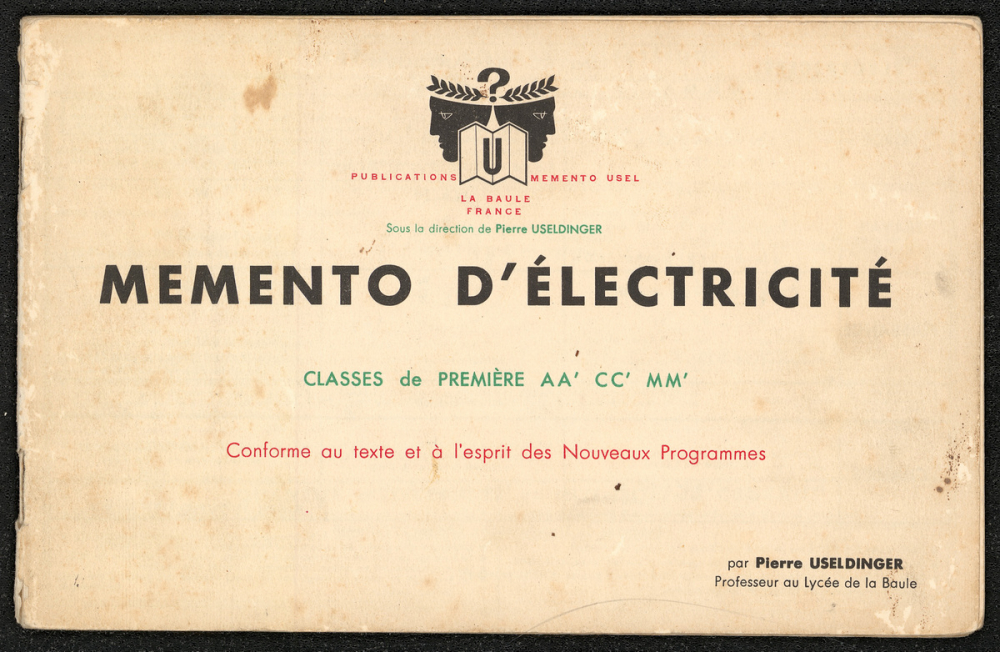 ?
U
PUBLICATIONS MEMENTO USEL
LA BAULE
FRANCE
Sous la direction de Pierre USELDINGER
MEMENTO D'ÉLECTRICITÉ
CLASSES de PREMIÈRE AA' CC' MM'
Conforme au texte et à l'esprit des Nouveaux Programmes
par Pierre USELDINGER
Professeur au Lycée de la Baule